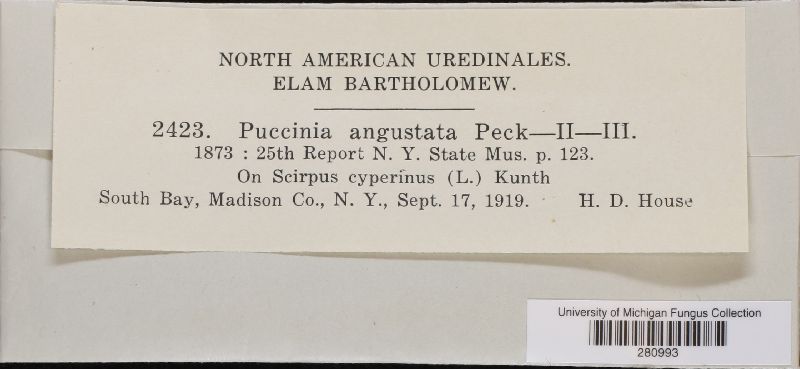 NORTH AMERICAN UREDINALES.
ELAM BARTHOLOMEW.
2423. Puccinia angustata Peck—II—III.
1873 : 25th Report N. Y. State Mus. p. 123.
On Scirpus cyperinus (L.) Kunth
South Bay, Madison Co., N. Y., Sept. 17, 1919. H. D. House
University of Michigan Fungus Collection
280993